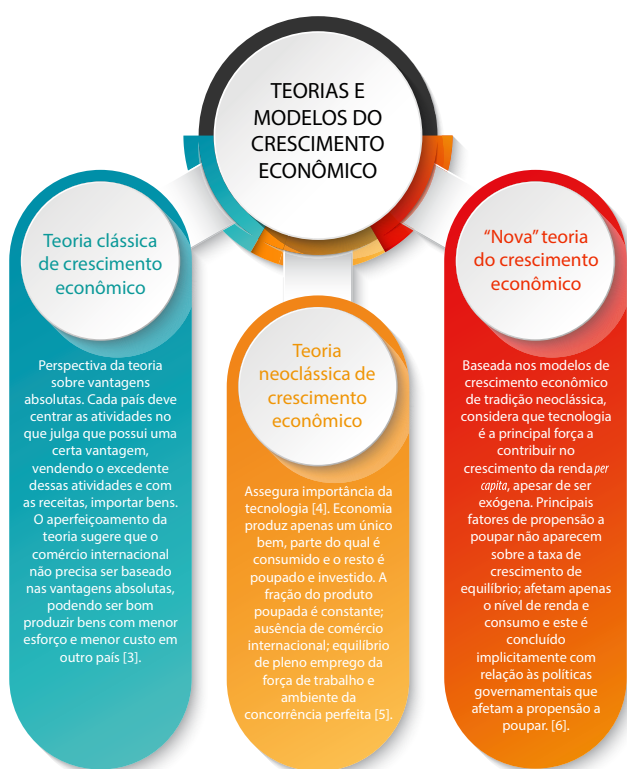 TEORIAS E
MODELOS DO
CRESCIMENTO
ECONÔMICO
Teoria clássica
de crescimento
econômico
Perspectiva da teoria
sobre vantagens
absolutas. Cada país deve
centrar as atividades no
que julga que possui uma
certa vantagem,
vendendo o excedente
dessas atividades e com
as receitas, importar bens.
O aperfeiçoamento da
teoria sugere que o
comércio internacional
não precisa ser baseado
nas vantagens absolutas,
podendo ser bom
produzir bens com menor
esforço e menor custo em
outro país [3].
Teoria
neoclássica de
crescimento
econômico
Assegura importância da
tecnologia [4]. Economia
produz apenas um único
bem, parte do qual é
consumido e o resto é
poupado e investido. A
fração do produto
poupada é constante;
ausência de comércio
internacional; equilíbrio
de pleno emprego da
força de trabalho e
ambiente da
concorrência perfeita [5].
“Nova” teoria
do crescimento
econômico
Baseada nos modelos de
crescimento econômico
de tradição neoclássica,
considera que tecnologia
é a principal força a
contribuir no
crescimento da renda per
capita, apesar de ser
exógena. Principais
fatores de propensão a
poupar não aparecem
sobre a taxa de
crescimento de
equilíbrio; afetam apenas
o nível de renda e
consumo e este é
concluído
implicitamente com
relação às políticas
governamentais que
afetam a propensão a
poupar. [6].